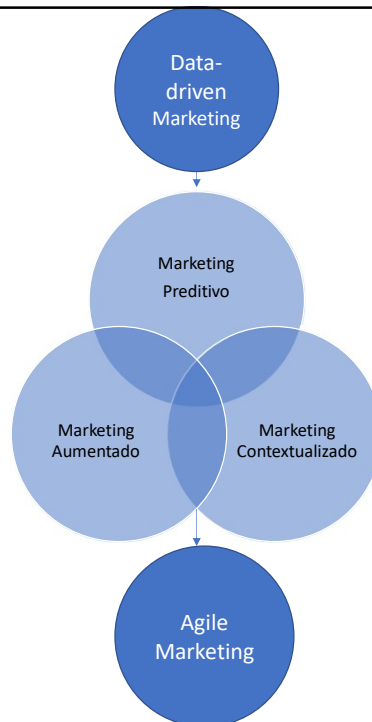 Data-
driven
Marketing
Marketing
Preditivo
Marketing
Aumentado
Marketing
Contextualizado
Agile
Marketing